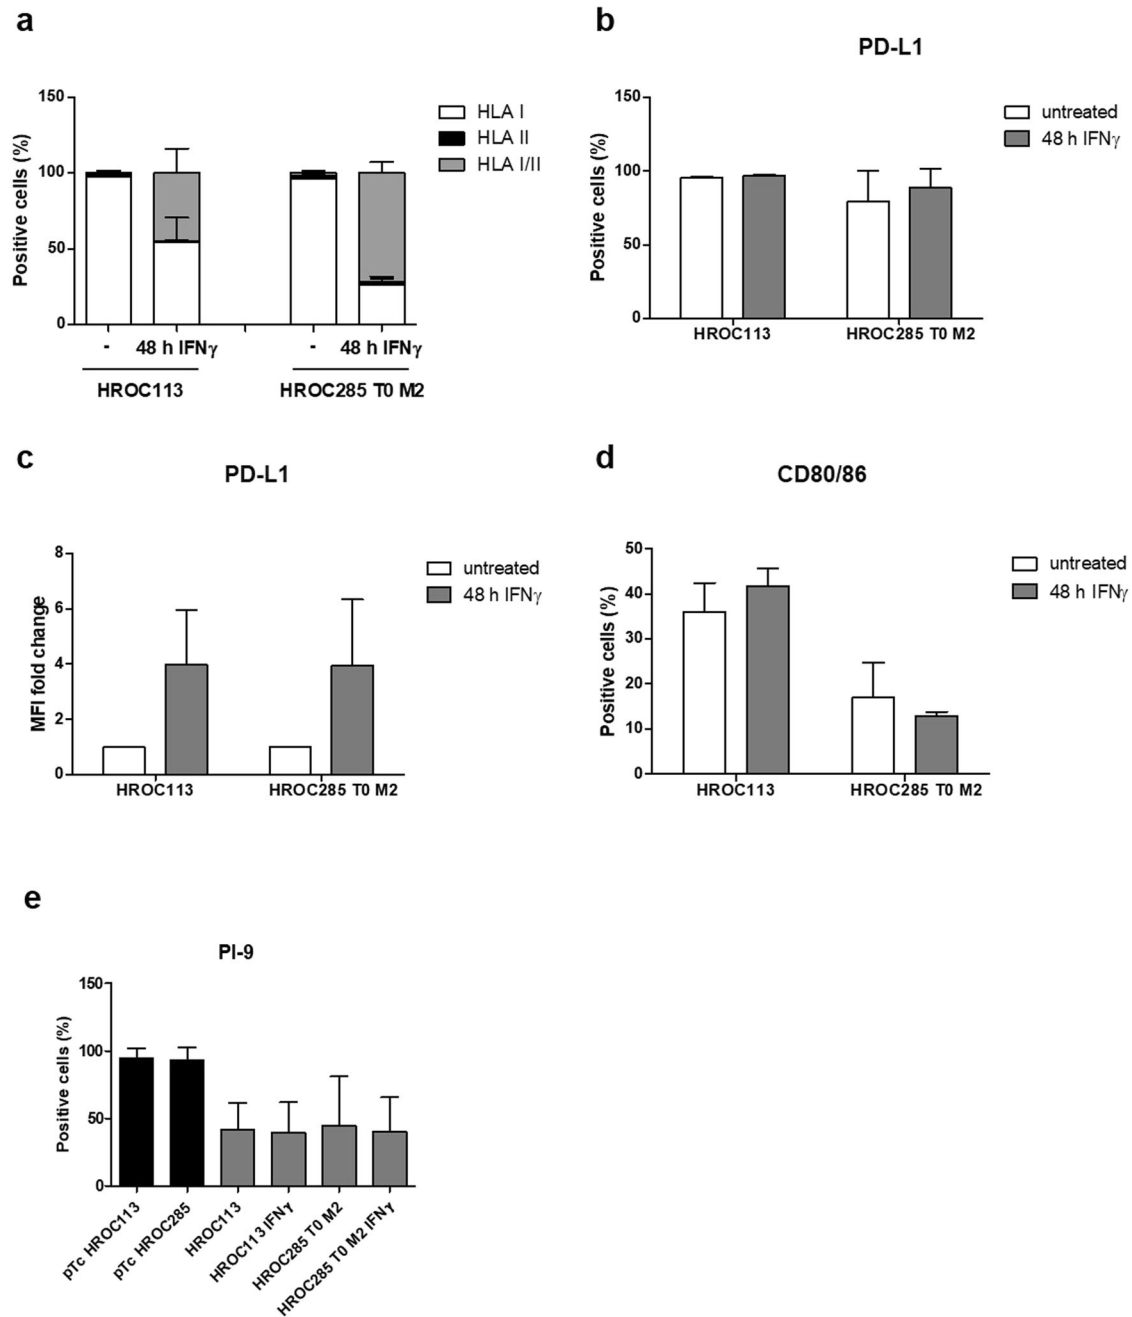 a
Positive cells (%)
150
100
50
0
-
48 h IFNγ
-
48 h IFNγ
HROC113
HROC285 T0 M2
HLA I
HLA II
HLA I/II
b
PD-L1
Positive cells (%)
150
100
50
0
HROC113
HROC285 T0 M2
untreated
48 h IFNγ
c
PD-L1
MFI fold change
8
6
4
2
0
HROC113
HROC285 T0 M2
untreated
48 h IFNγ
d
CD80/86
Positive cells (%)
50
40
30
20
10
0
HROC113
HROC285 T0 M2
untreated
48 h IFNγ
e
PI-9
Positive cells (%)
150
100
50
0
pTc HROC113
pTc HROC285
HROC113
HROC113 IFNγ
HROC285 T0 M2
HROC285 T0 M2 IFNγ